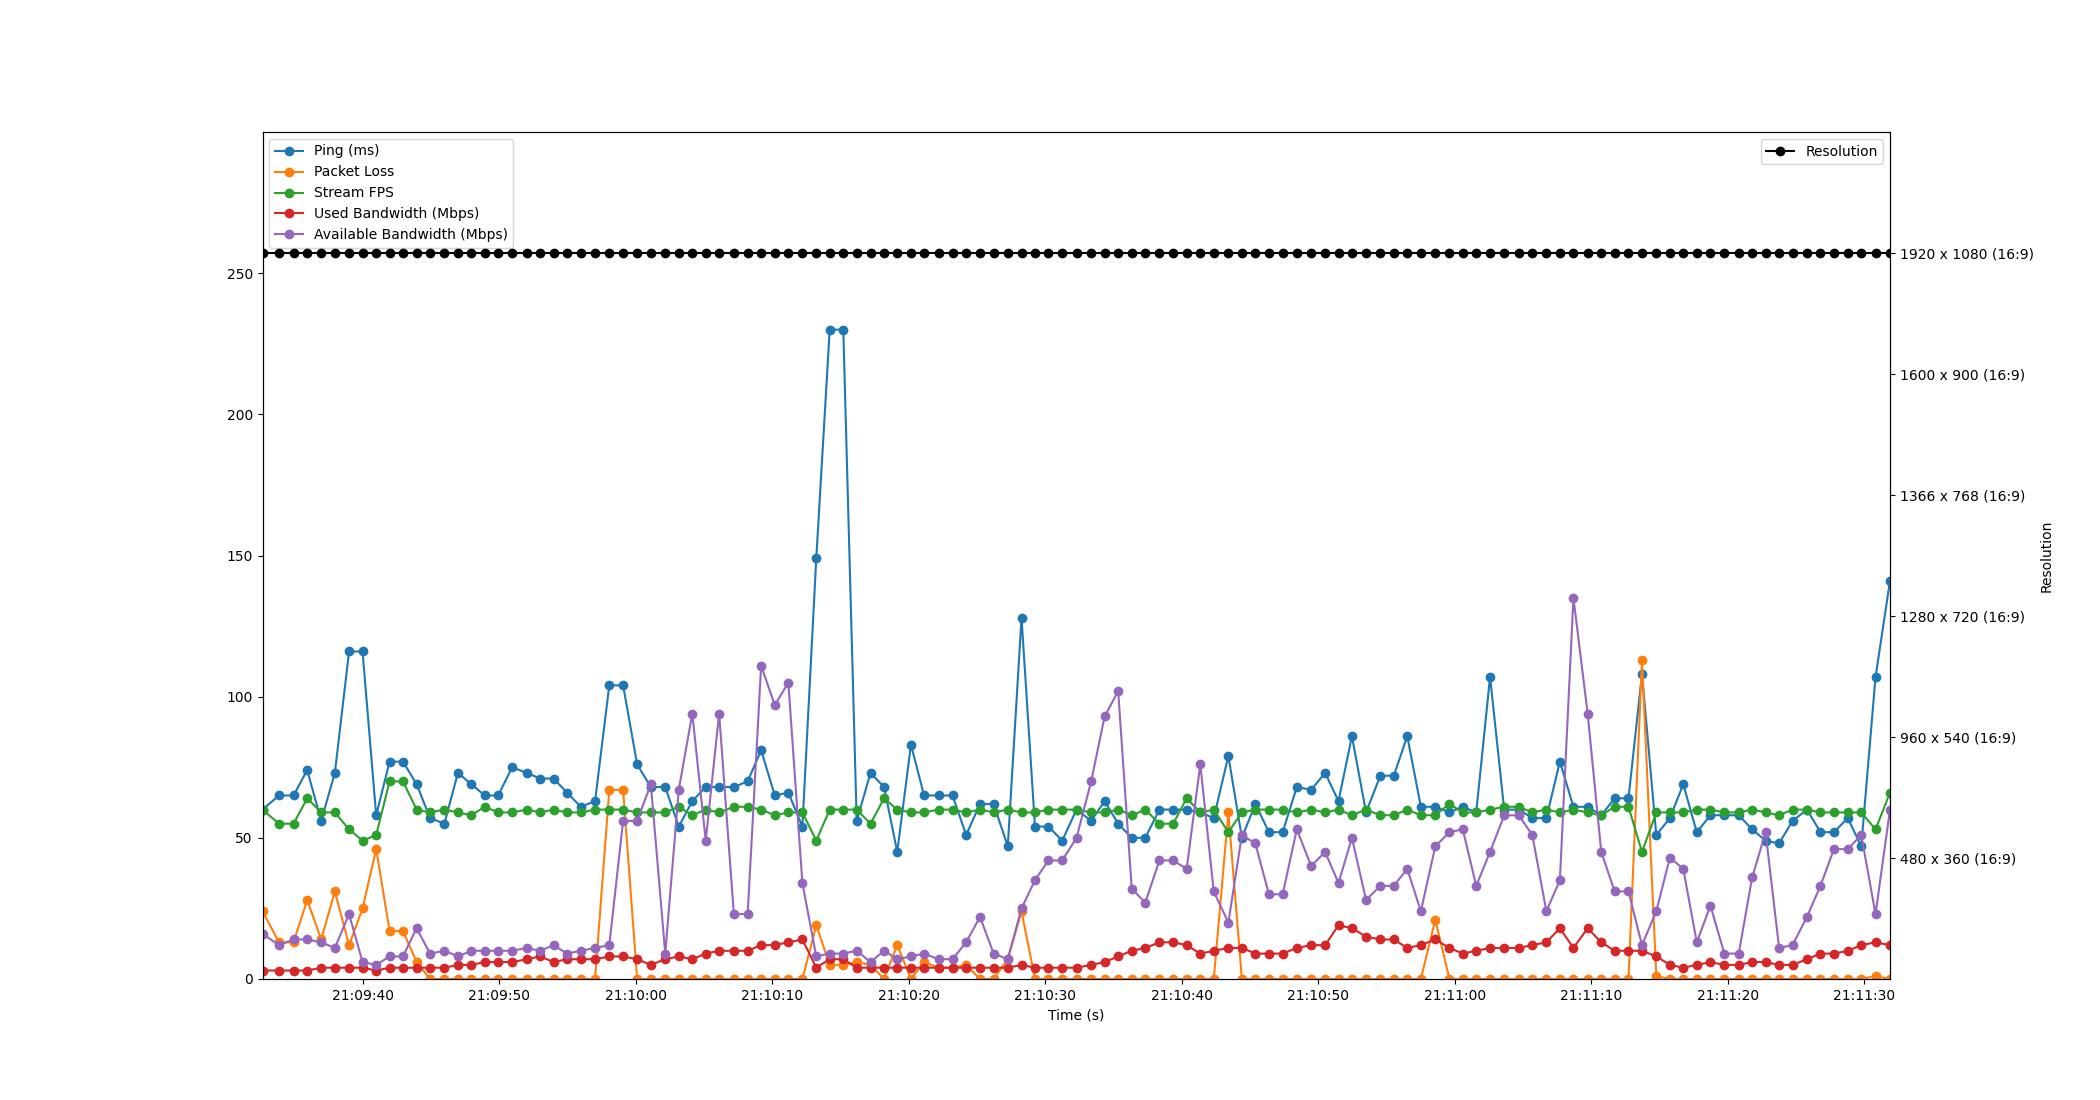 Ping (ms)
Packet Loss
Stream FPS
Used Bandwidth (Mbps)
Available Bandwidth (Mbps)
Resolution
250
200
150
100
50
0
1920 x 1080 (16:9)
1600 x 900 (16:9)
1366 x 768 (16:9)
1280 x 720 (16:9)
960 x 540 (16:9)
480 x 360 (16:9)
Resolution
21:09:40 21:09:50 21:10:00 21:10:10 21:10:20 21:10:30 21:10:40 21:10:50 21:11:00 21:11:10 21:11:20 21:11:30
Time (s)